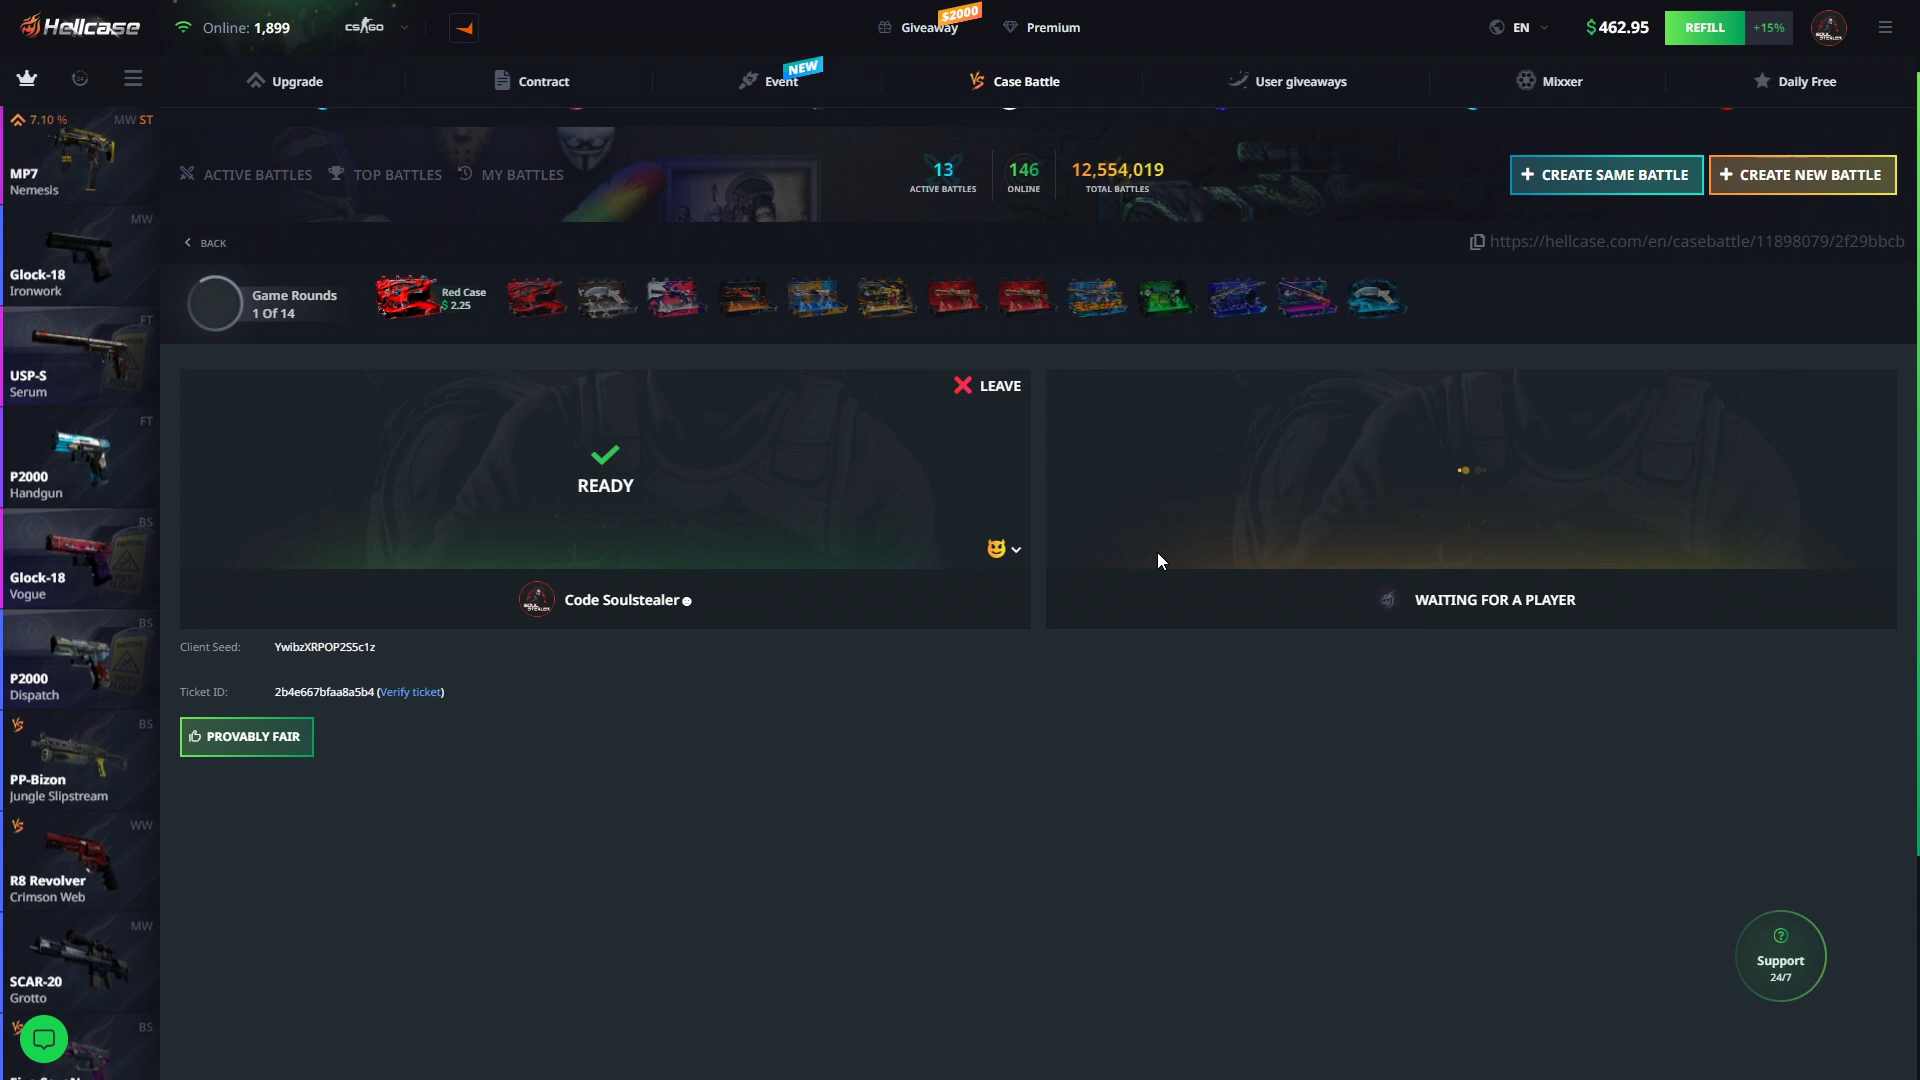 Hellcase
Online: 1,899
CS:GO
Giveaway
$2000
Premium
EN
$462.95
REFILL
+15%
Upgrade
Contract
Event
NEW
Case Battle
User giveaways
Mixxer
Daily Free
7.10 %
MW ST
MP7
Nemesis
MW
Glock-18
Ironwork
FT
USP-S
Serum
FT
P2000
Handgun
BS
Glock-18
Vogue
BS
P2000
Dispatch
BS
PP-Bizon
Jungle Slipstream
WW
R8 Revolver
Crimson Web
MW
SCAR-20
Grotto
BS
ACTIVE BATTLES
TOP BATTLES
MY BATTLES
13
ACTIVE BATTLES
146
ONLINE
12,554,019
TOTAL BATTLES
+ CREATE SAME BATTLE
+ CREATE NEW BATTLE
BACK
https://hellcase.com/en/casebattle/11898079/2f29bbcb
Game Rounds
1 Of 14
Red Case
$ 2.25
LEAVE
READY
Code Soulstealer
WAITING FOR A PLAYER
Client Seed: YwibzXRPOP2S5c1z
Ticket ID: 2b4e667bfaa8a5b4 (Verify ticket)
PROVABLY FAIR
Support
24/7